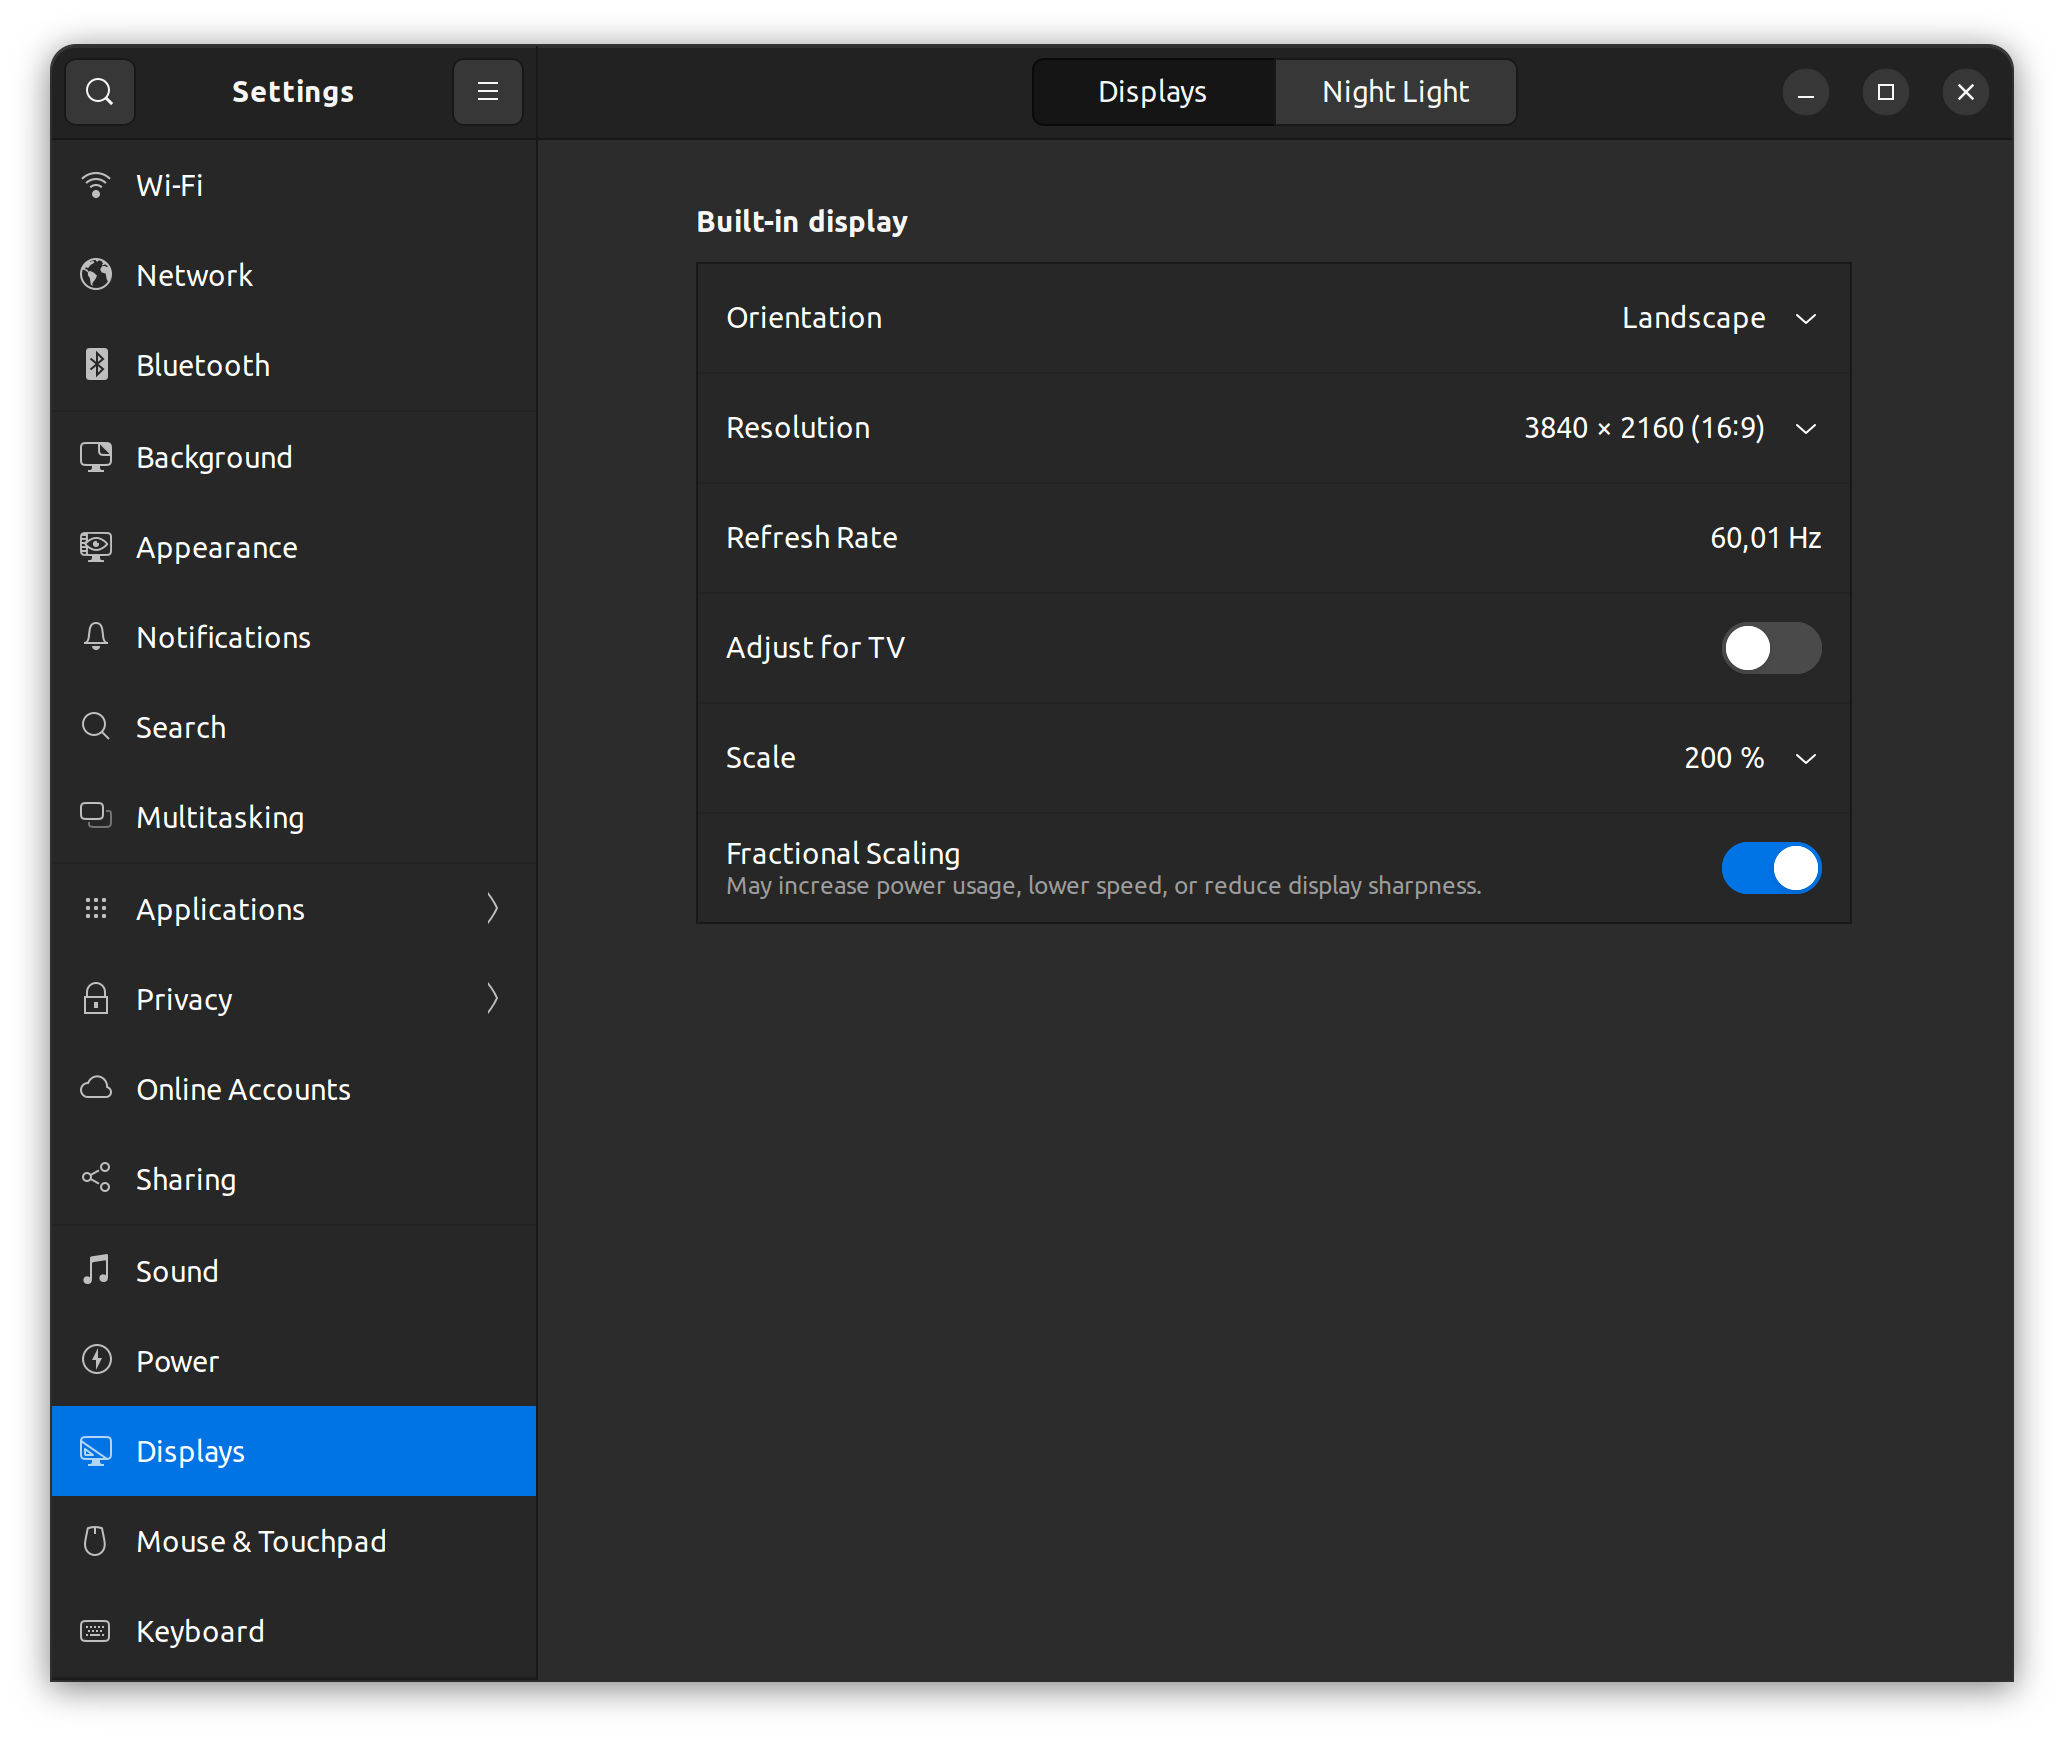 Settings
Displays
Night Light
Wi-Fi
Network
Bluetooth
Background
Appearance
Notifications
Search
Multitasking
Applications
Privacy
Online Accounts
Sharing
Sound
Power
Displays
Mouse & Touchpad
Keyboard
Built-in display
Orientation Landscape
Resolution 3840 × 2160 (16:9)
Refresh Rate 60,01 Hz
Adjust for TV
Scale 200 %
Fractional Scaling
May increase power usage, lower speed, or reduce display sharpness.